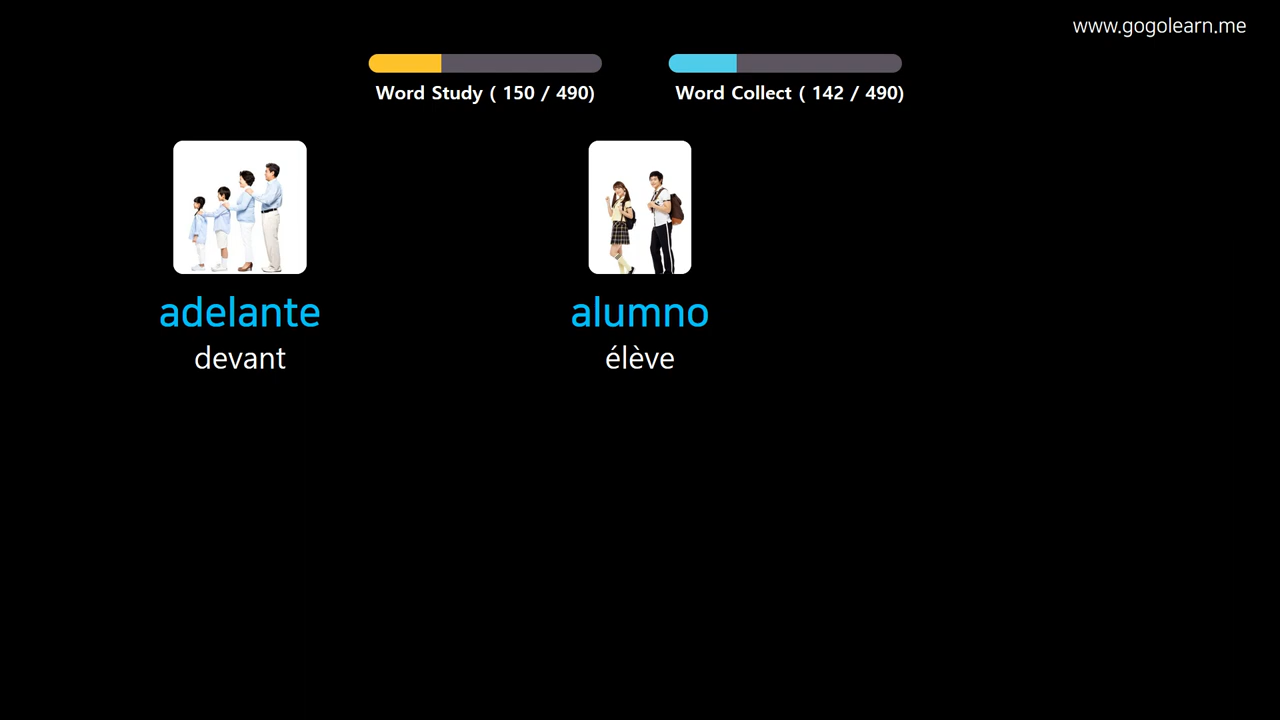 www.gogolearn.me
Word Study ( 150 / 490)
Word Collect ( 142 / 490)
adelante
devant
alumno
élève